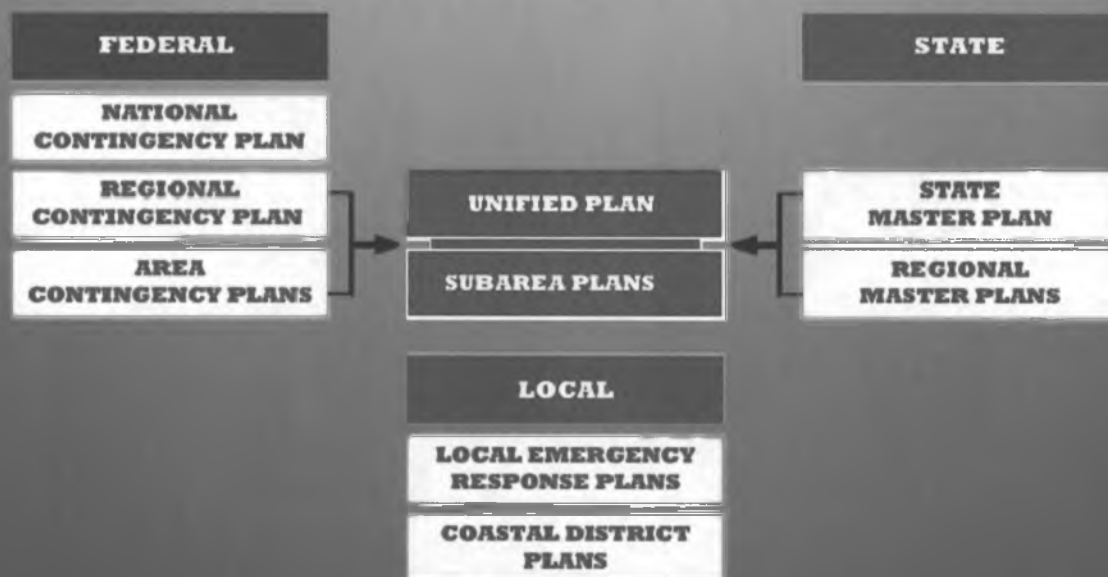 FEDERAL
NATIONAL
CONTINGENCY PLAN
REGIONAL
CONTINGENCY PLAN
AREA
CONTINGENCY PLANS
UNIFIED PLAN
SUBAREA PLANS
STATE
STATE
MASTER PLAN
REGIONAL
MASTER PLANS
LOCAL
LOCAL EMERGENCY
RESPONSE PLANS
COASTAL DISTRICT
PLANS